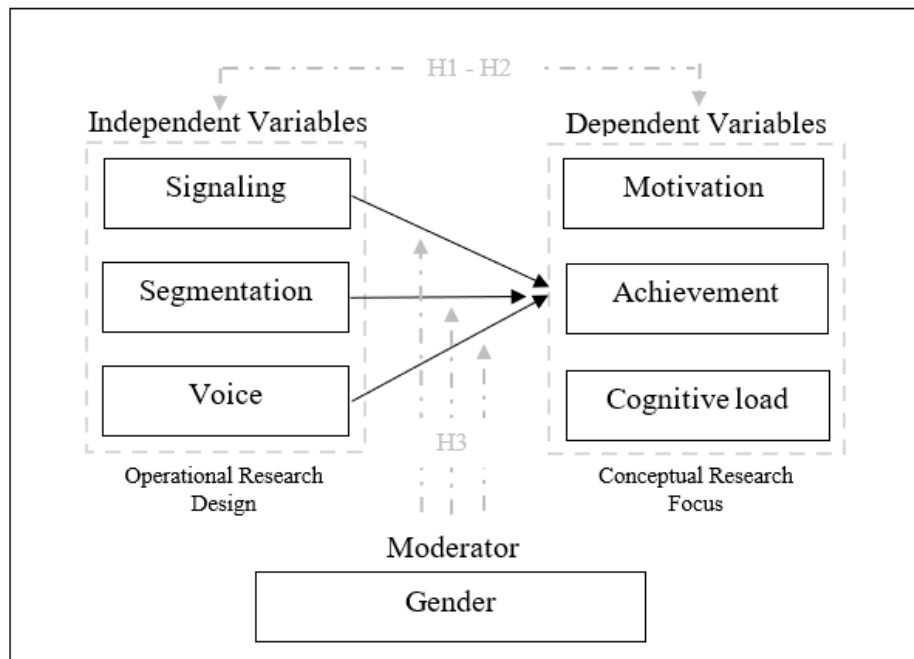 H1 - H2
Independent Variables
Dependent Variables
Signaling
Motivation
Segmentation
Achievement
Voice
Cognitive load
H3
Operational Research
Design
Conceptual Research
Focus
Moderator
Gender